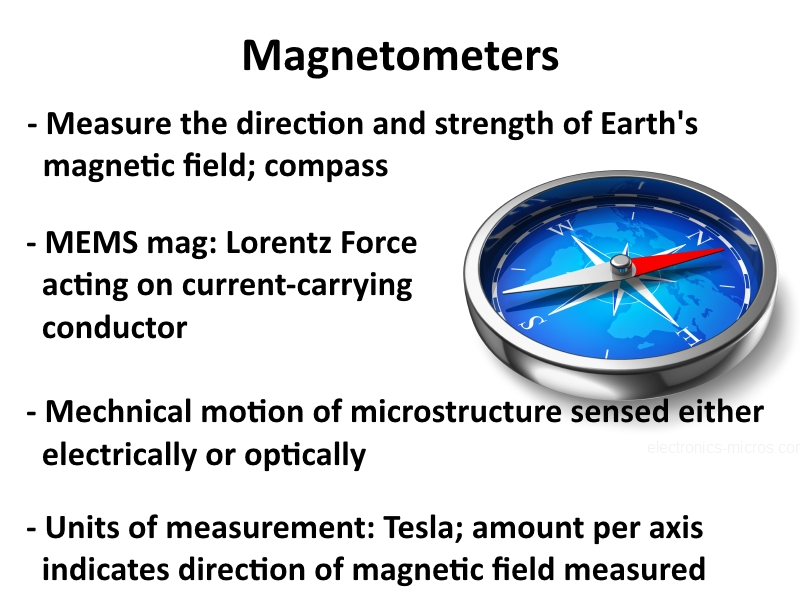 Magnetometers
- Measure the direction and strength of Earth's
magnetic field; compass
- MEMS mag: Lorentz Force
acting on current-carrying
conductor
W
N
S
E
- Mechnical motion of microstructure sensed either
electrically or optically
electronics-micros.com
- Units of measurement: Tesla; amount per axis
indicates direction of magnetic field measured